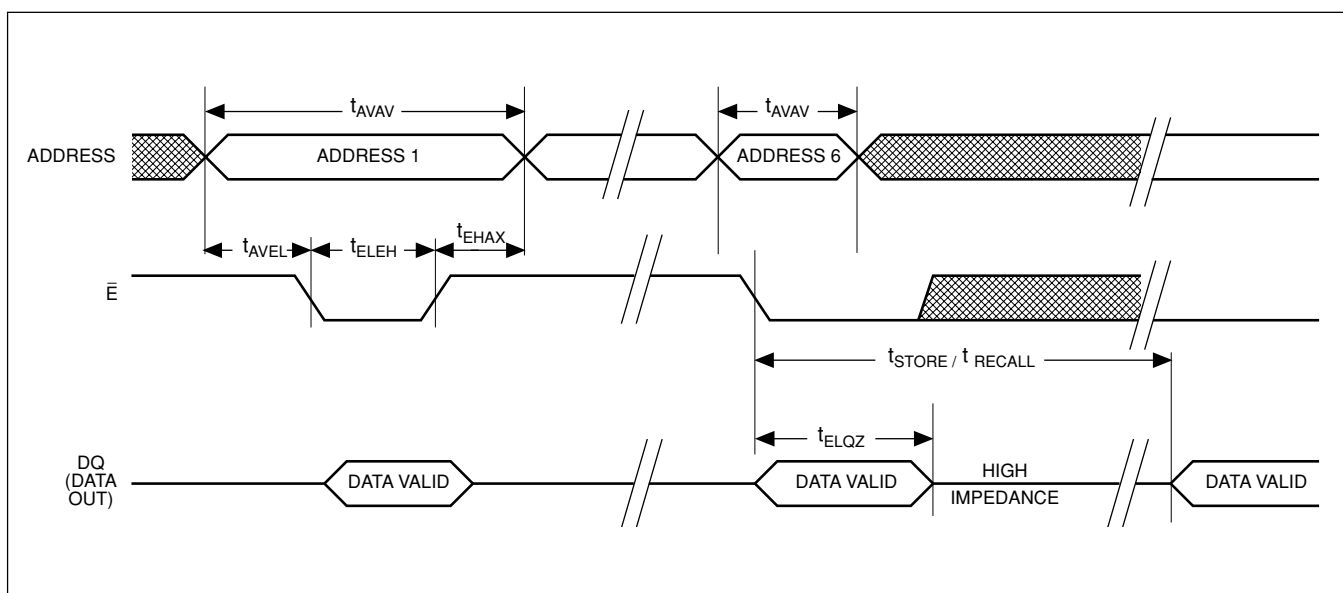 tAVAV
tAVAV
ADDRESS
ADDRESS 1
ADDRESS 6
tAVEL
tELEH
tEHAX
Ē
tSTORE / t RECALL
tELQZ
DQ
(DATA
OUT)
DATA VALID
DATA VALID
HIGH
IMPEDANCE
DATA VALID